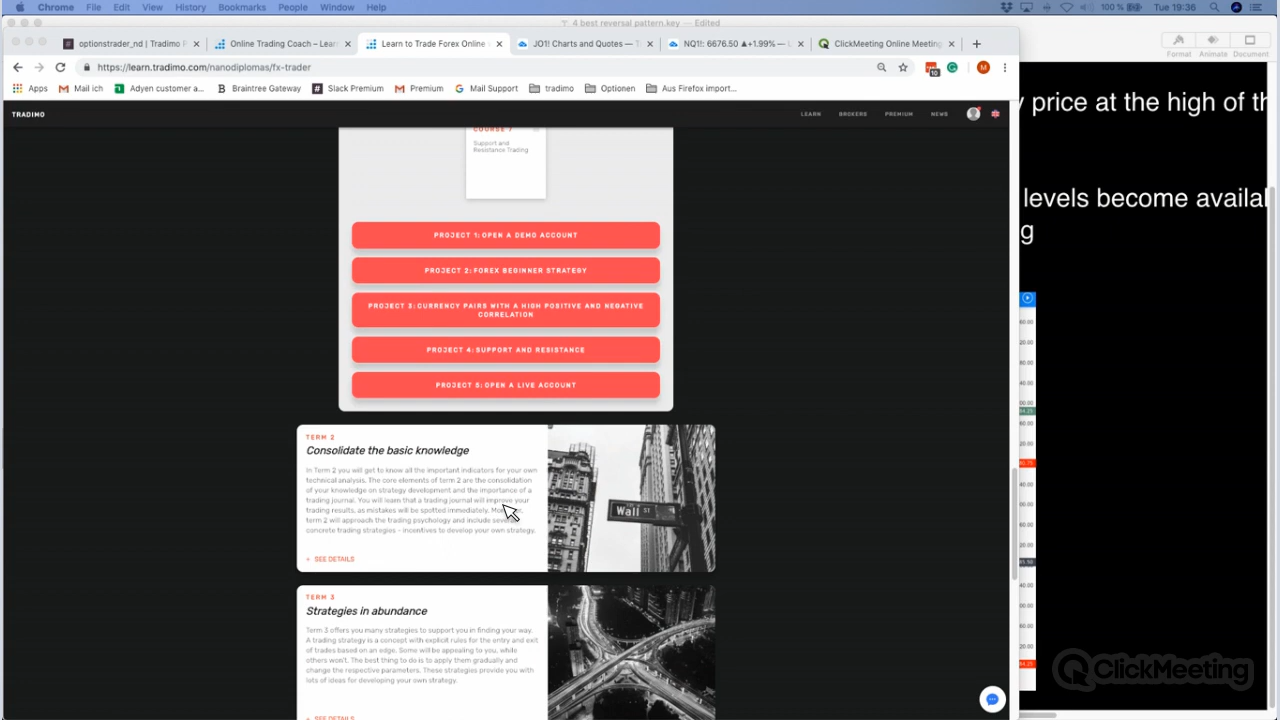 Chrome File Edit View History Bookmarks People Window Help 100 % Tue 19:36
4 best reversal pattern.key — Edited
optionstrader_nd | Tradimo F Online Trading Coach – Learn Learn to Trade Forex Online JO1!: Charts and Quotes — T NQ1!: 6676.50 ▲+1.99% — U ClickMeeting! Online Meeting
Format Animate Document
https://learn.tradimo.com/nanodiplomas/fx-trader 10 M
Apps Mail ich Adyen customer a... Braintree Gateway Slack Premium Premium Mail Support tradimo Optionen Aus Firefox import...
TRADIMO LEARN BROKERS PREMIUM NEWS
price at the high of th
COURSE 7
Support and
Resistance Trading
levels become availal
g
PROJECT 1: OPEN A DEMO ACCOUNT
PROJECT 2: FOREX BEGINNER STRATEGY
PROJECT 3: CURRENCY PAIRS WITH A HIGH POSITIVE AND NEGATIVE
CORRELATION
PROJECT 4: SUPPORT AND RESISTANCE
PROJECT 5: OPEN A LIVE ACCOUNT
TERM 2
Consolidate the basic knowledge
In Term 2 you will get to know all the important indicators for your own
technical analysis. The core elements of term 2 are the consolidation
of your knowledge on strategy development and the importance of a
trading journal. You will learn that a trading journal will improve your
trading results, as mistakes will be spotted immediately.
term 2 will approach the trading psychology and include
concrete trading strategies - incentives to develop your own strategy.
+ SEE DETAILS
Wall ST
TERM 3
Strategies in abundance
Term 3 offers you many strategies to support you in finding your way.
A trading strategy is a concept with explicit rules for the entry and exit
of trades based on an edge. Some will be appealing to you, while
others won't. The best thing to do is to apply them gradually and
change the respective parameters. These strategies provide you with
lots of ideas for developing your own strategy.
SEE DETAILS
ClickMeeting